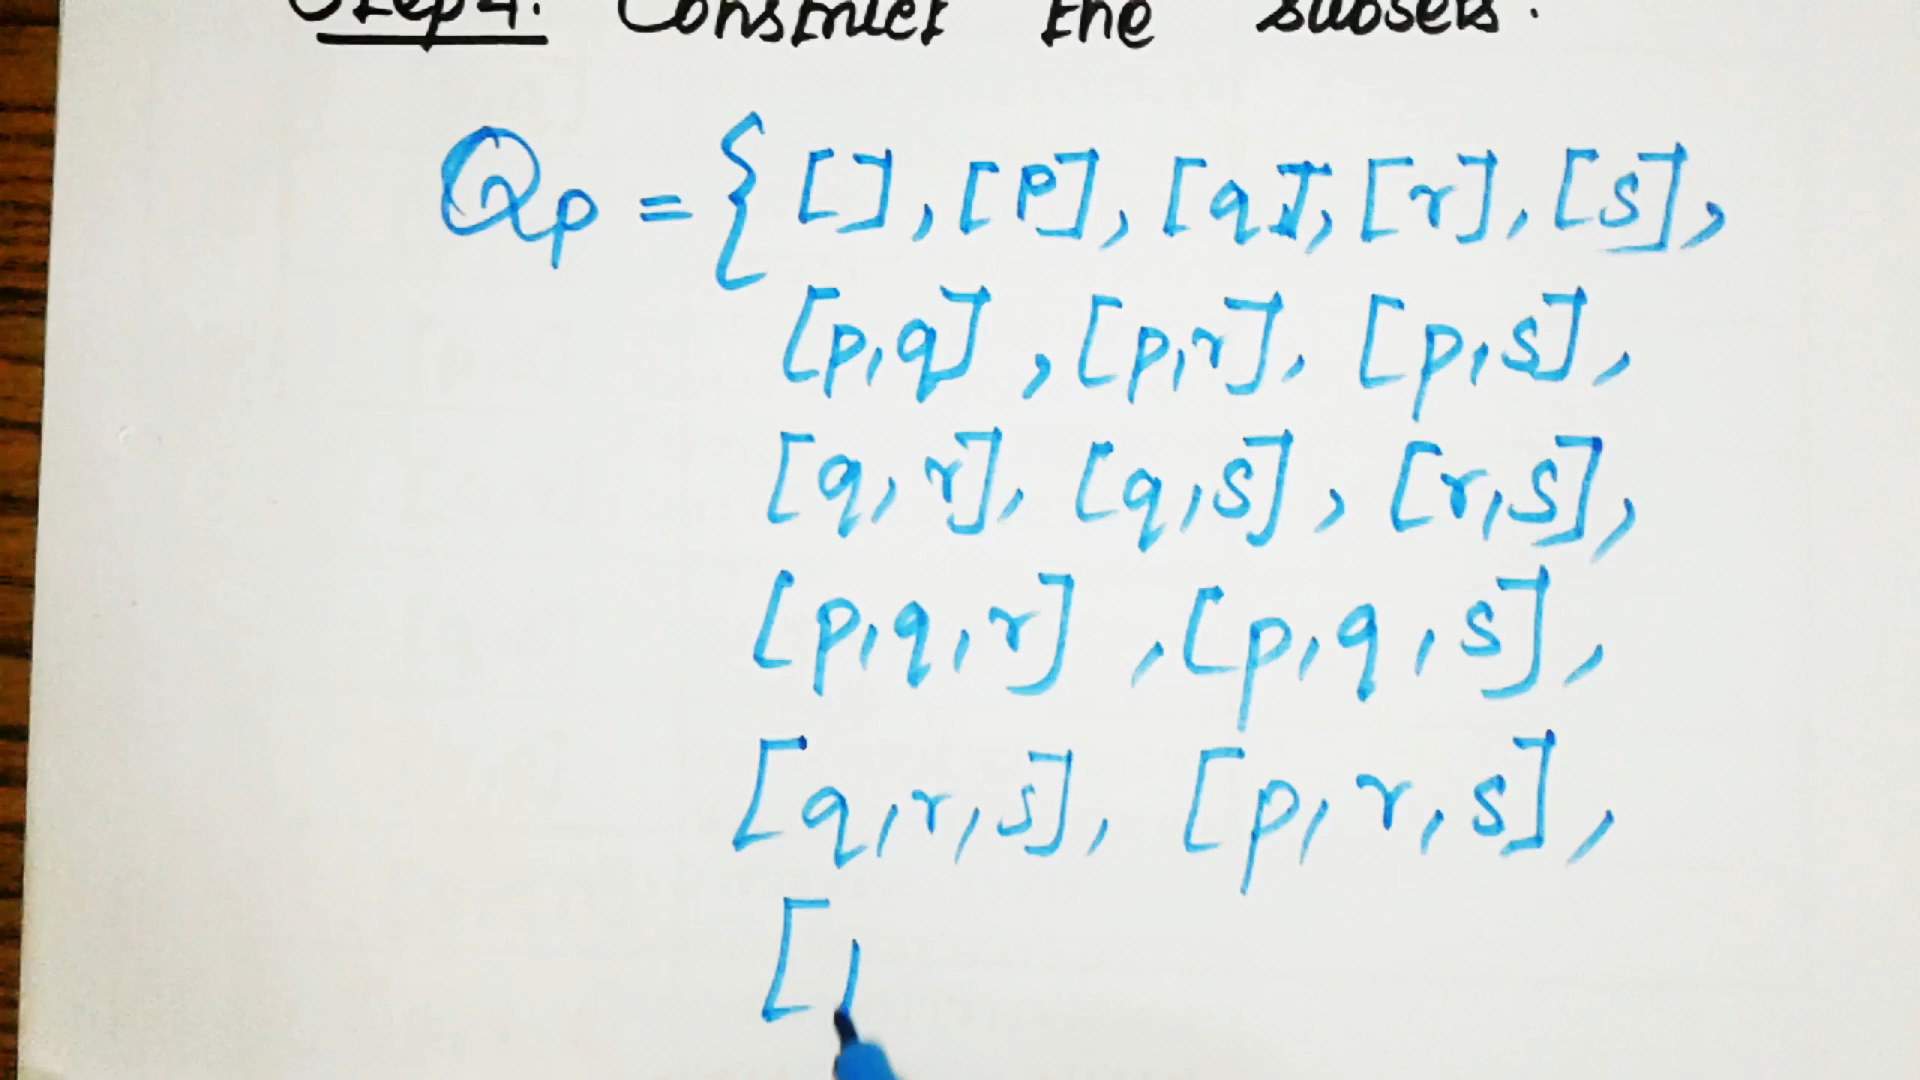 Step4: Construct the subsets.
Qp = { [], [p], [q], [r], [s],
[p,q] , [p,r], [p,s],
[q,r], [q,s], [r,s],
[p,q,r] , [p,q,s],
[q,r,s], [p,r,s],
[